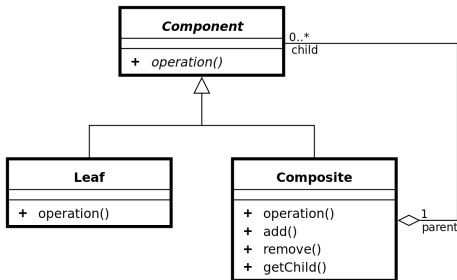 Component
+ operation()
0..*
child
Leaf
+ operation()
Composite
+ operation()
+ add()
+ remove()
+ getChild()
1
parent